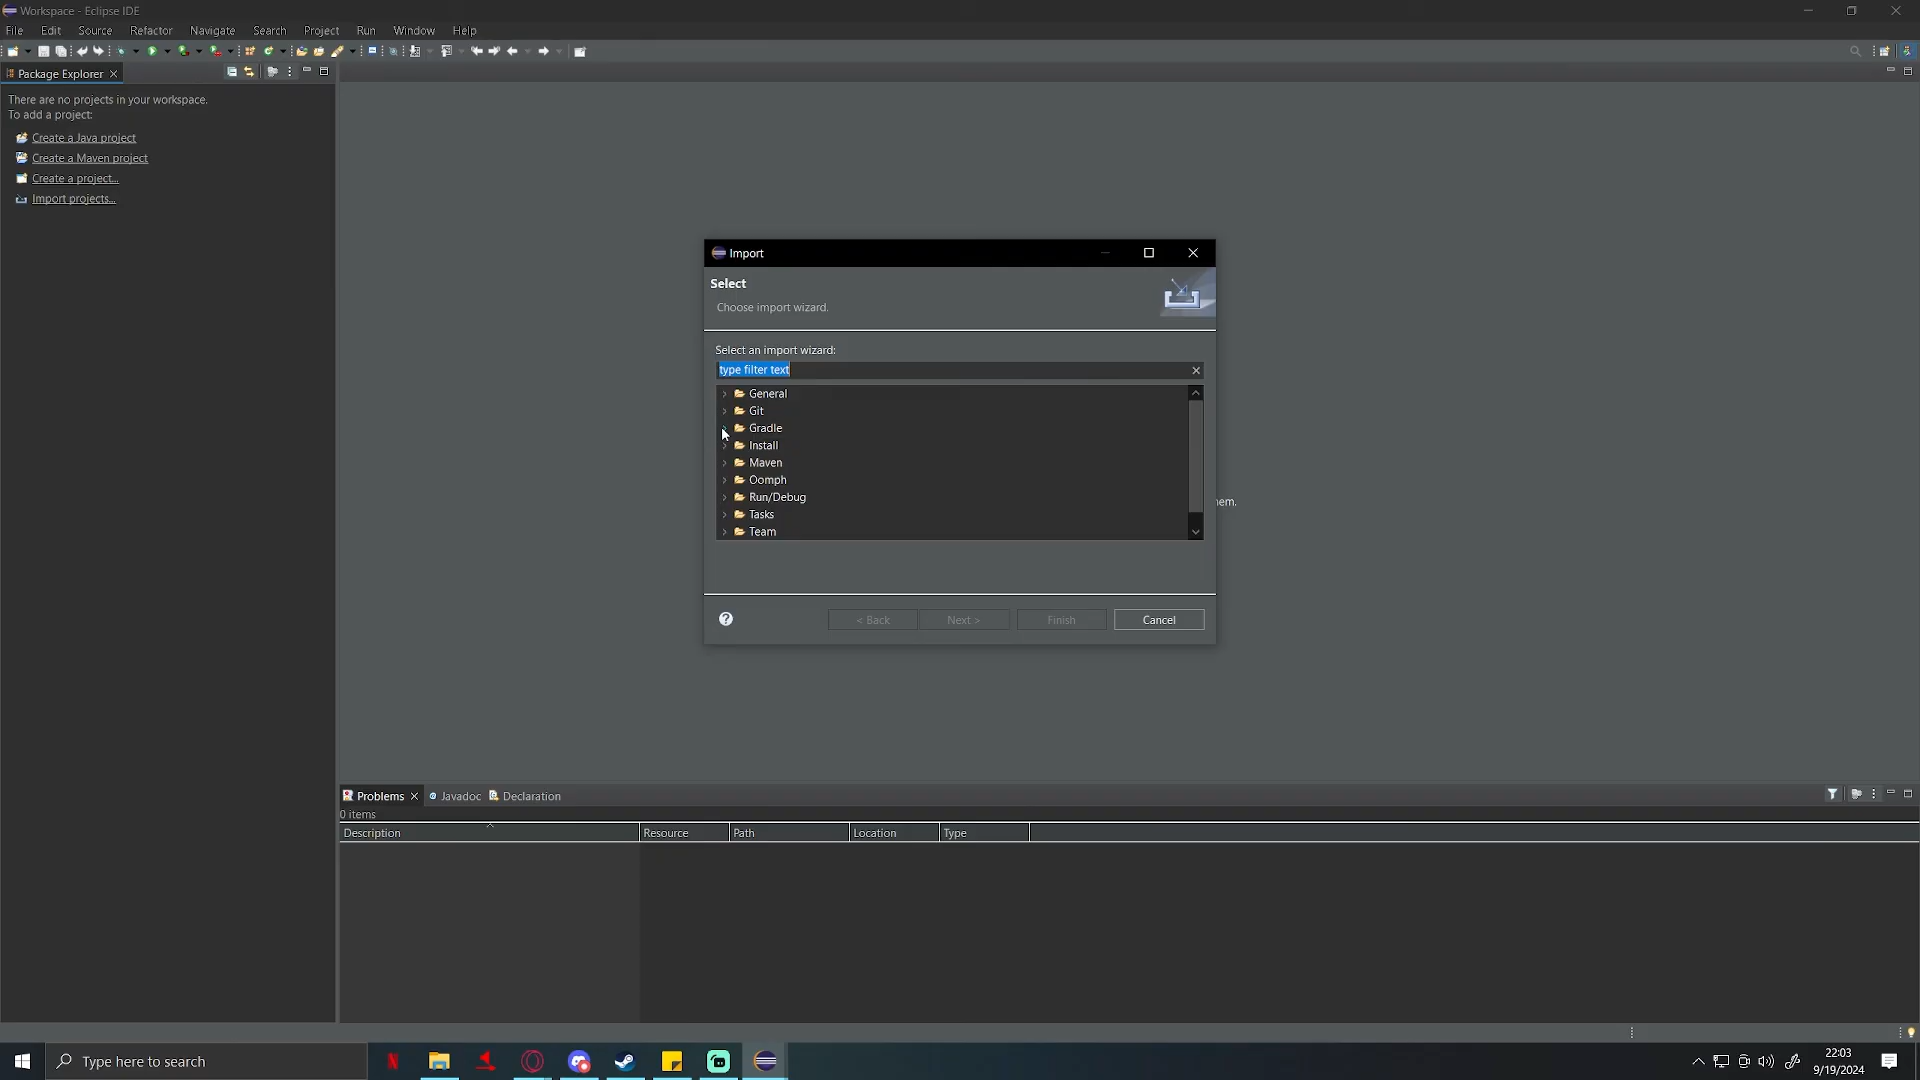 Workspace - Eclipse IDE
File Edit Source Refactor Navigate Search Project Run Window Help
Package Explorer
There are no projects in your workspace.
To add a project:
Create a Java project
Create a Maven project
Create a project...
Import projects...
Import
Select
Choose import wizard.
Select an import wizard:
type filter text
General
Git
Gradle
Install
Maven
Oomph
Run/Debug
Tasks
Team
hem.
< Back Next > Finish Cancel
Problems Javadoc Declaration
0 items
Description Resource Path Location Type
Type here to search
22:03
9/19/2024